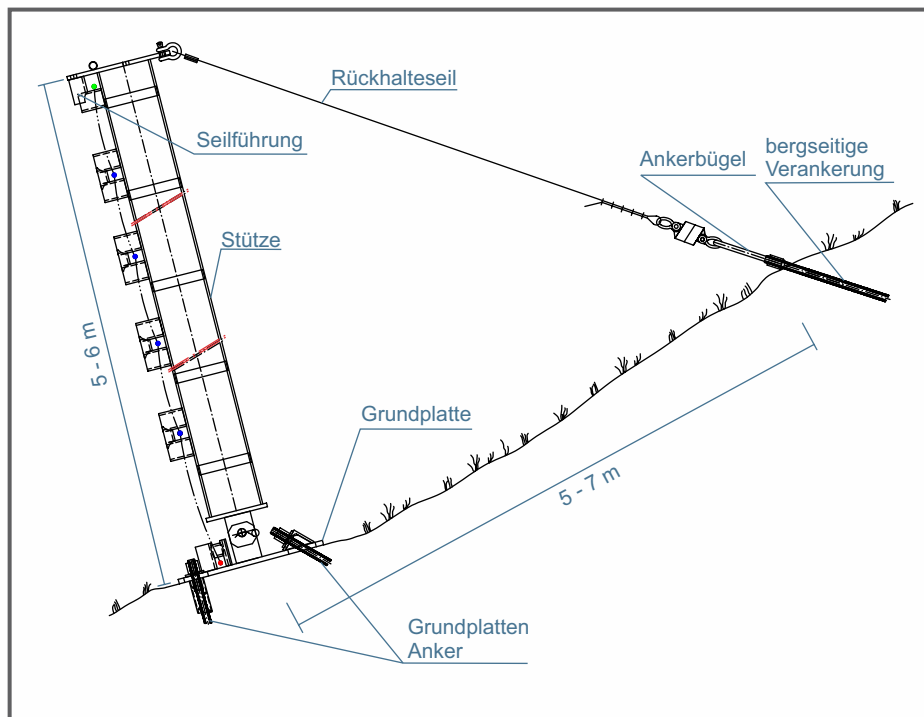 Rückhalteseil
Seilführung
Ankerbügel
bergseitige
Verankerung
Stütze
5 - 6 m
Grundplatte
5 - 7 m
Grundplatten
Anker